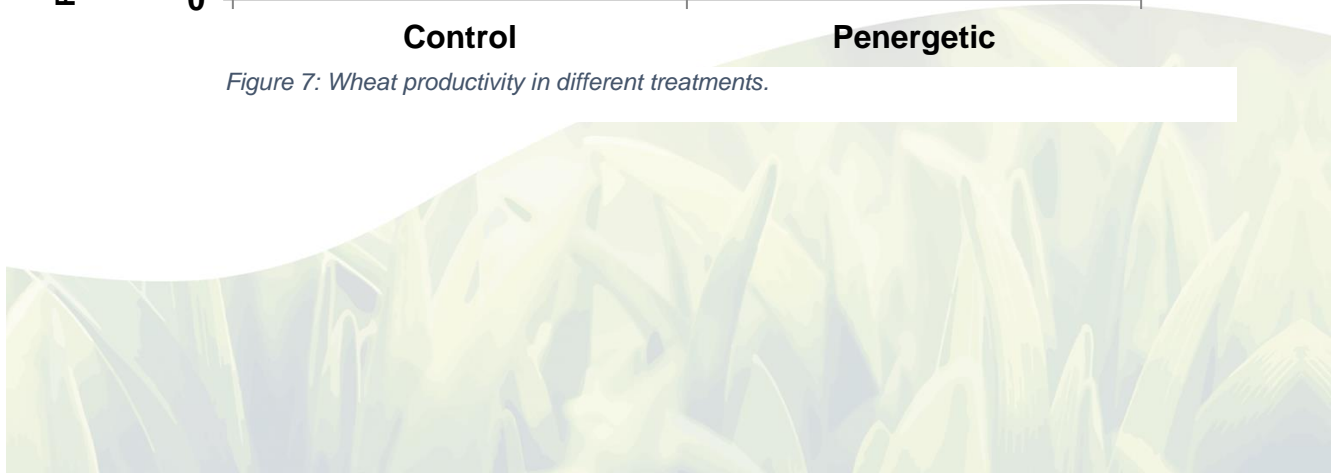 0
Control Penergetic
Figure 7: Wheat productivity in different treatments.